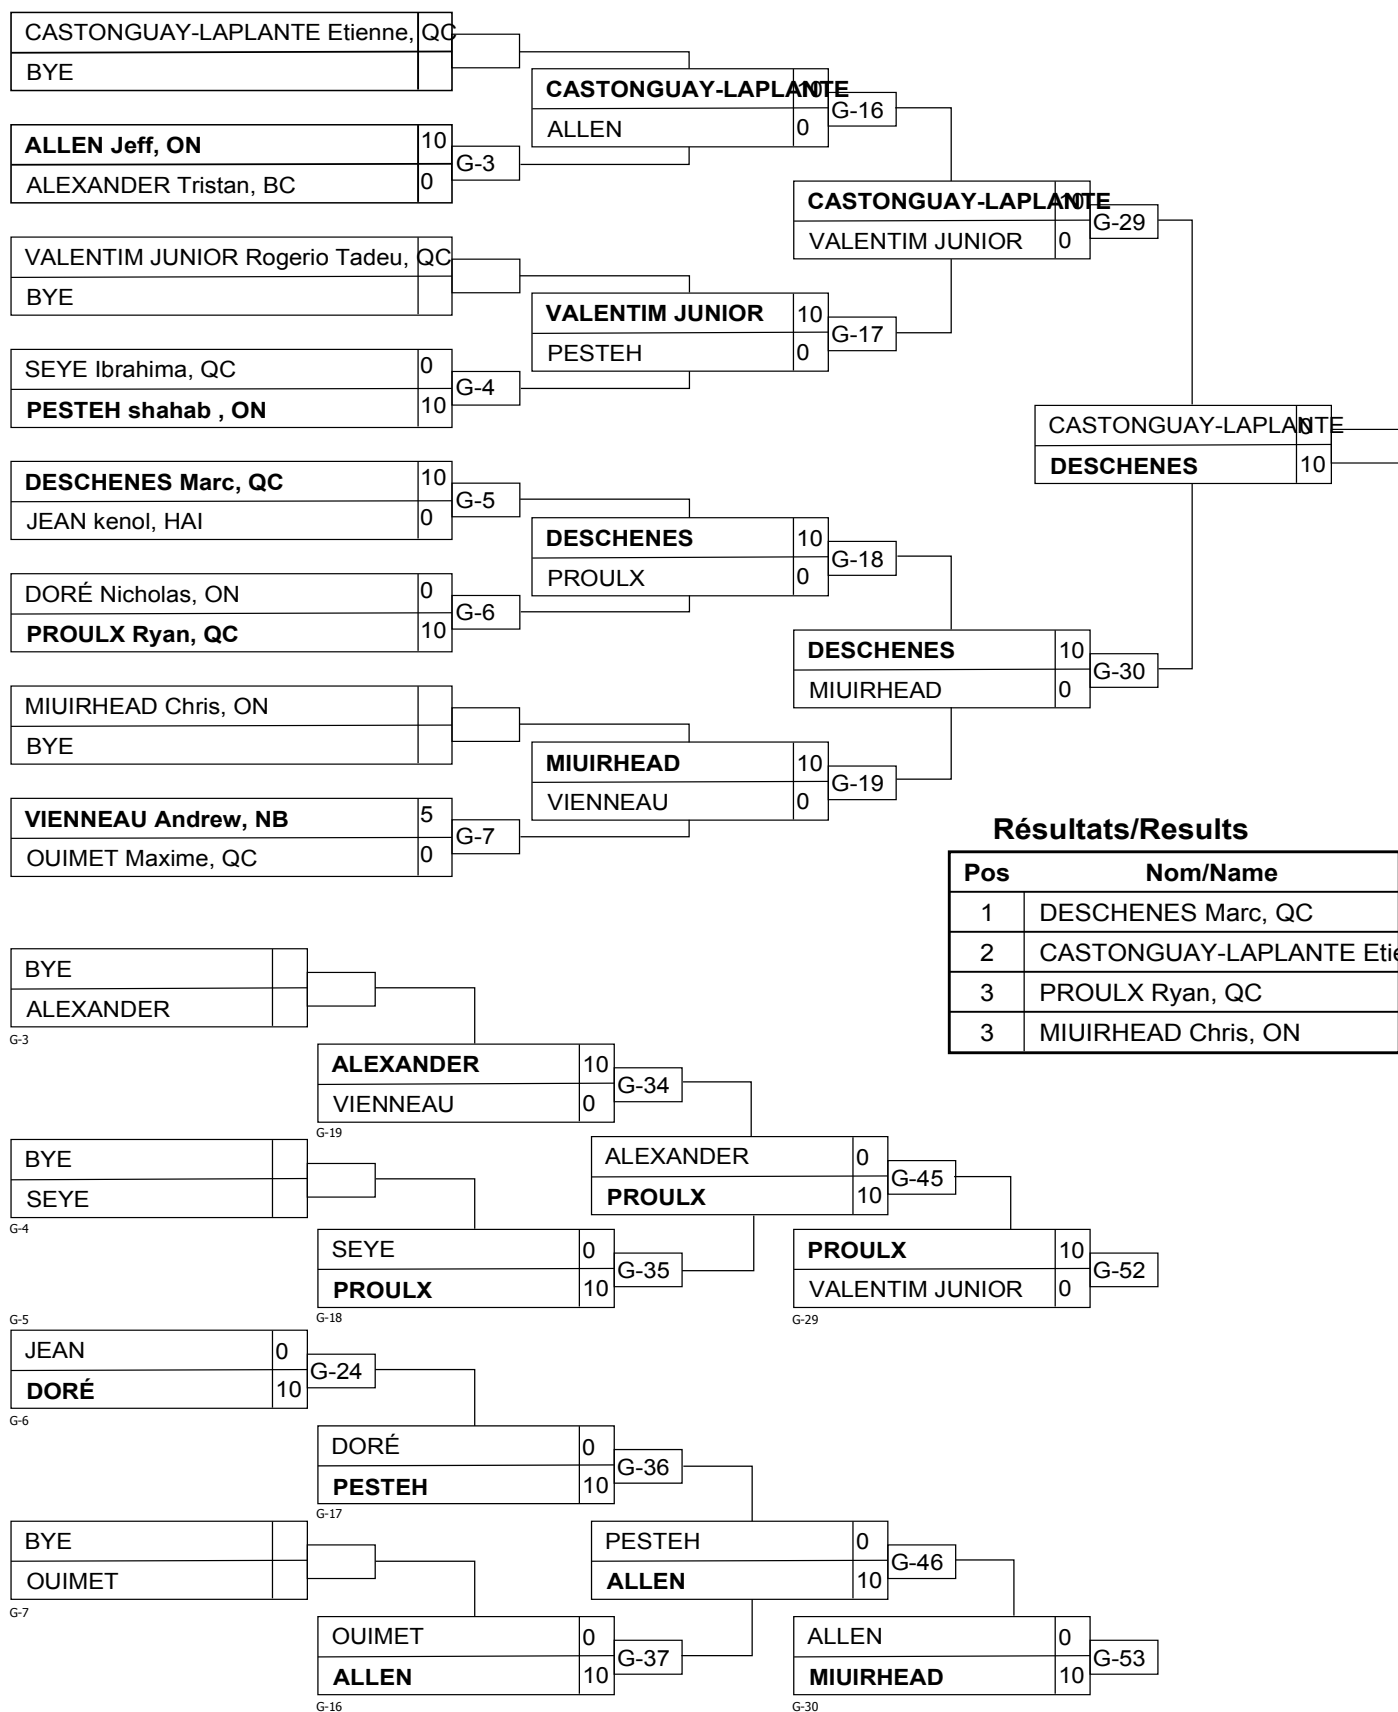 CASTONGUAY-LAPLANTE Etienne, QC
BYE
ALLEN Jeff, ON 10
ALEXANDER Tristan, BC 0
G-3
VALENTIM JUNIOR Rogerio Tadeu, QC
BYE
SEYE Ibrahima, QC 0
PESTEH shahab , ON 10
G-4
DESCHENES Marc, QC 10
JEAN kenol, HAI 0
G-5
DORÉ Nicholas, ON 0
PROULX Ryan, QC 10
G-6
MIUIRHEAD Chris, ON
BYE
VIENNEAU Andrew, NB 5
OUIMET Maxime, QC 0
G-7
CASTONGUAY-LAPLANTE 10
ALLEN 0
G-16
VALENTIM JUNIOR 10
PESTEH 0
G-17
DESCHENES 10
PROULX 0
G-18
MIUIRHEAD 10
VIENNEAU 0
G-19
CASTONGUAY-LAPLANTE 10
VALENTIM JUNIOR 0
G-29
DESCHENES 10
MIUIRHEAD 0
G-30
CASTONGUAY-LAPLANTE 0
DESCHENES 10
Résultats/Results
Pos Nom/Name
1 DESCHENES Marc, QC
2 CASTONGUAY-LAPLANTE Etie
3 PROULX Ryan, QC
3 MIUIRHEAD Chris, ON
BYE
ALEXANDER
G-3
BYE
SEYE
G-4
G-5
JEAN 0
DORÉ 10
G-6
G-24
BYE
OUIMET
G-7
ALEXANDER 10
VIENNEAU 0
G-19
G-34
SEYE 0
PROULX 10
G-18
G-35
DORÉ 0
PESTEH 10
G-17
G-36
OUIMET 0
ALLEN 10
G-16
G-37
ALEXANDER 0
PROULX 10
G-45
PESTEH 0
ALLEN 10
G-46
PROULX 10
VALENTIM JUNIOR 0
G-29
G-52
ALLEN 0
MIUIRHEAD 10
G-30
G-53